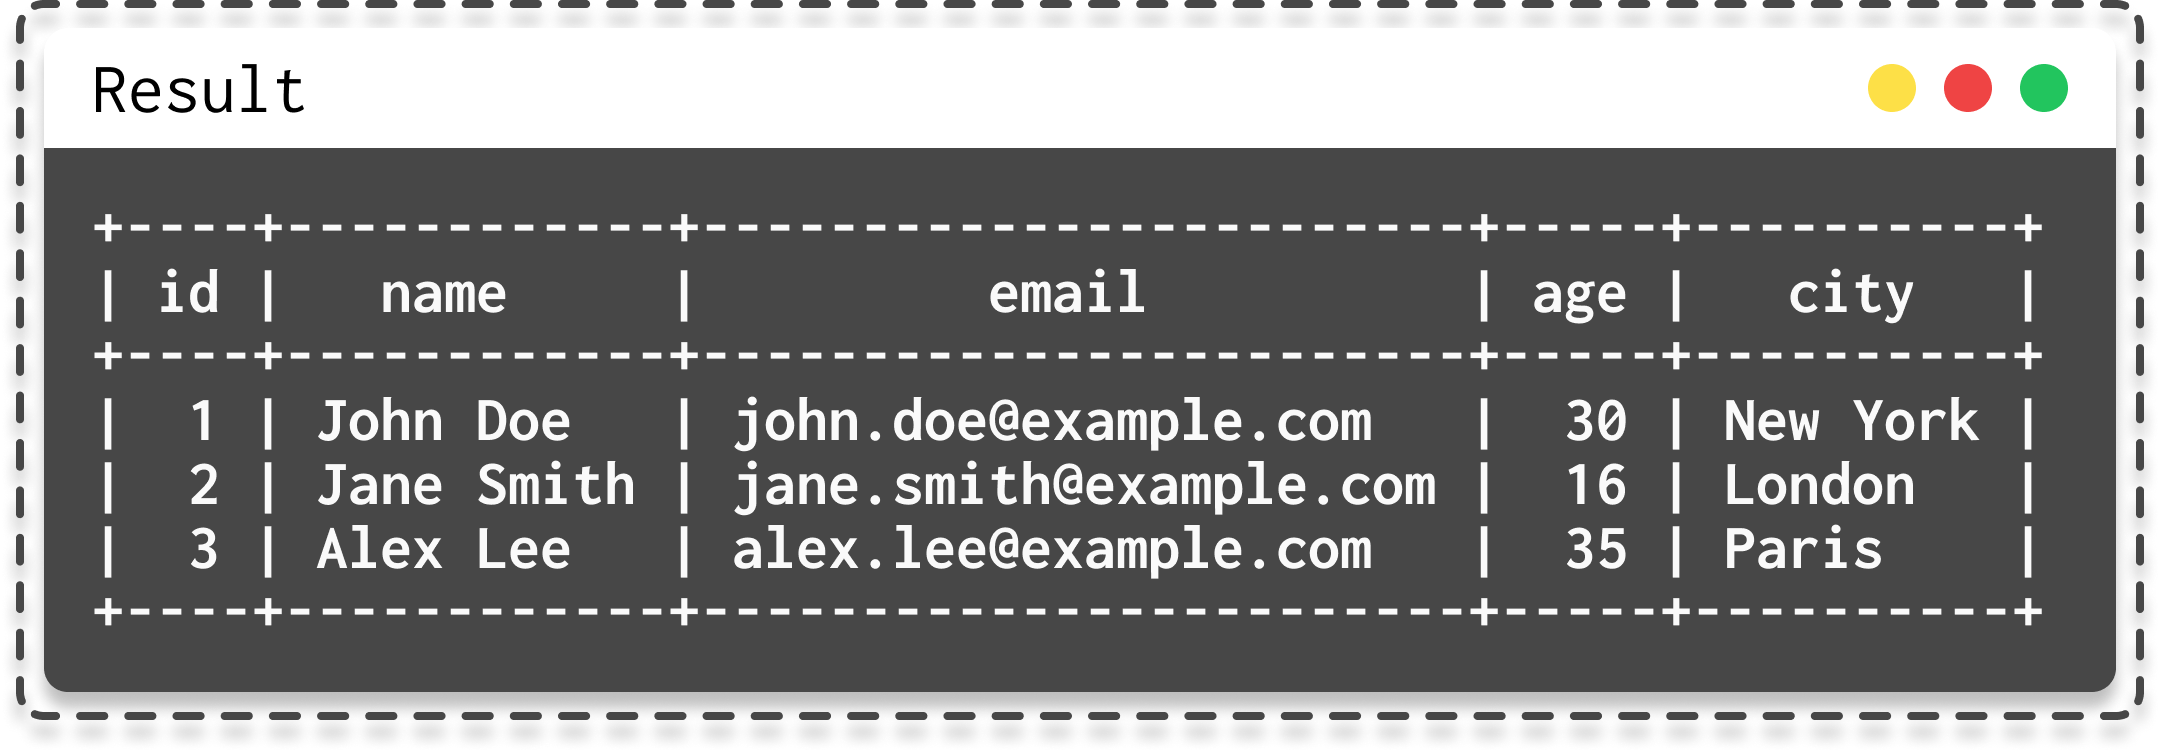 Result
+----+------------+------------------------+-----+----------+
| id |   name     |         email          | age |   city   |
+----+------------+------------------------+-----+----------+
|  1 | John Doe   | john.doe@example.com   |  30 | New York |
|  2 | Jane Smith | jane.smith@example.com |  16 | London   |
|  3 | Alex Lee   | alex.lee@example.com   |  35 | Paris    |
+----+------------+------------------------+-----+----------+